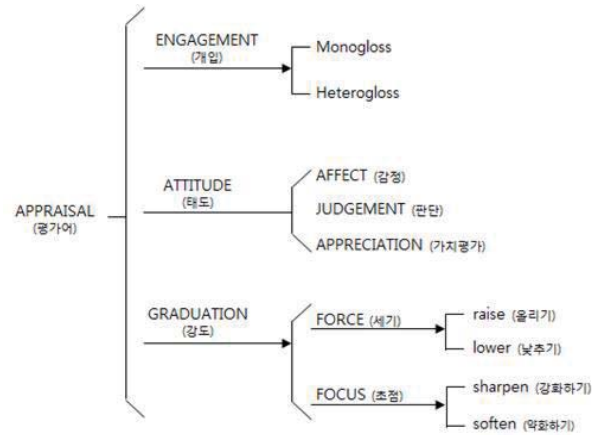 ENGAGEMENT
(개입)
Monogloss
Heterogloss
APPRAISAL
(평가어)
ATTITUDE
(태도)
AFFECT (감정)
JUDGEMENT (판단)
APPRECIATION (가치평가)
GRADUATION
(강도)
FORCE (세기)
raise (올리기)
lower (낮추기)
FOCUS (초점)
sharpen (강화하기)
soften (약화하기)